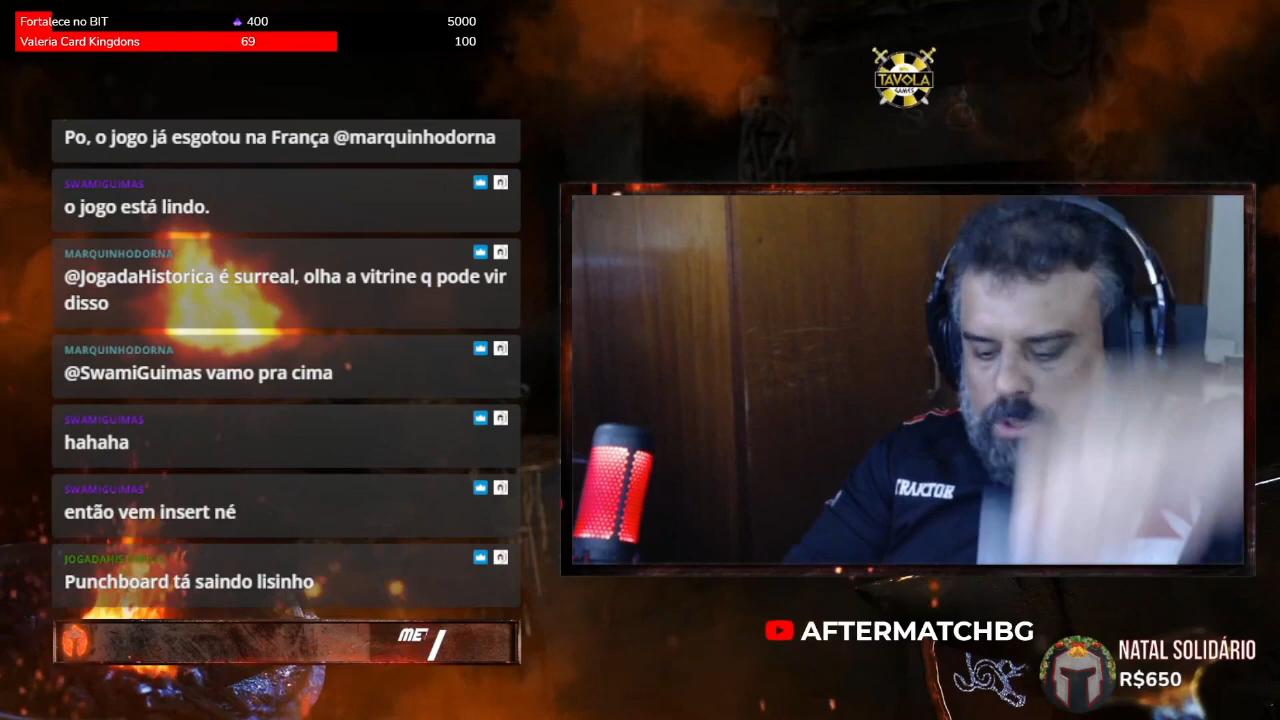 Fortalece no BIT 400 5000
Valeria Card Kingdons 69 100
TAVOLA
GAMES
Po, o jogo já esgotou na França @marquinhodorna
SWAMIGUIMAS
o jogo está lindo.
MARQUINHODORNA
@JogadaHistorica é surreal, olha a vitrine q pode vir
disso
MARQUINHODORNA
@SwamiGuimas vamo pra cima
SWAMIGUIMAS
hahaha
SWAMIGUIMAS
então vem insert né
Punchboard tá saindo lisinho
TRAKTOR
AFTERMATCHBG
NATAL SOLIDÁRIO
R$650